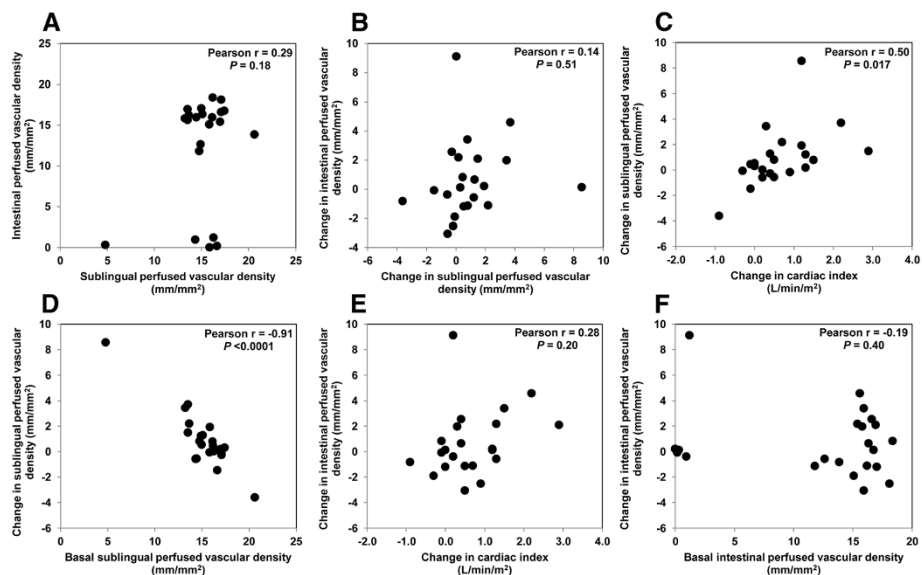 A
Pearson r = 0.29
P = 0.18
Intestinal perfused vascular density
(mm/mm²)
25
20
15
10
5
0
0 5 10 15 20 25
Sublingual perfused vascular density
(mm/mm²)
B
Pearson r = 0.14
P = 0.51
Change in intestinal perfused vascular
density (mm/mm²)
10
8
6
4
2
0
-2
-4
-6 -4 -2 0 2 4 6 8 10
Change in sublingual perfused vascular
density (mm/mm²)
C
Pearson r = 0.50
P = 0.017
Change in sublingual perfused vascular
density (mm/mm²)
10
8
6
4
2
0
-2
-4
-6
-2.0 -1.0 0.0 1.0 2.0 3.0 4.0
Change in cardiac index
(L/min/m²)
D
Pearson r = -0.91
P <0.0001
Change in sublingual perfused vascular
density (mm/mm²)
10
8
6
4
2
0
-2
-4
-6
0 5 10 15 20 25
Basal sublingual perfused vascular density
(mm/mm²)
E
Pearson r = 0.28
P = 0.20
Change in intestinal perfused vascular
density (mm/mm²)
10
8
6
4
2
0
-2
-4
-6
-2.0 -1.0 0.0 1.0 2.0 3.0 4.0
Change in cardiac index
(L/min/m²)
F
Pearson r = -0.19
P = 0.40
Change in intestinal perfused vascular
density (mm/mm²)
10
8
6
4
2
0
-2
-4
-6
0 5 10 15 20
Basal intestinal perfused vascular density
(mm/mm²)